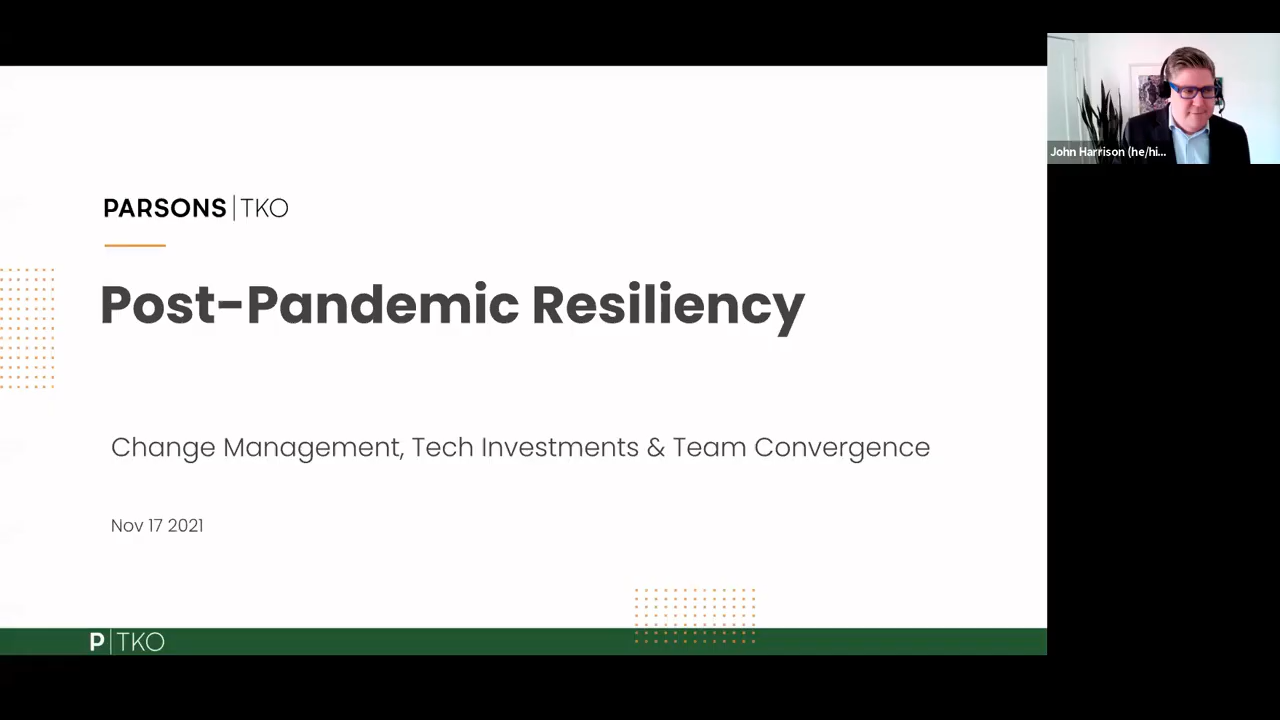 PARSONS|TKO
Post-Pandemic Resiliency
Change Management, Tech Investments & Team Convergence
Nov 17 2021
P|TKO
John Harrison (he/hi...